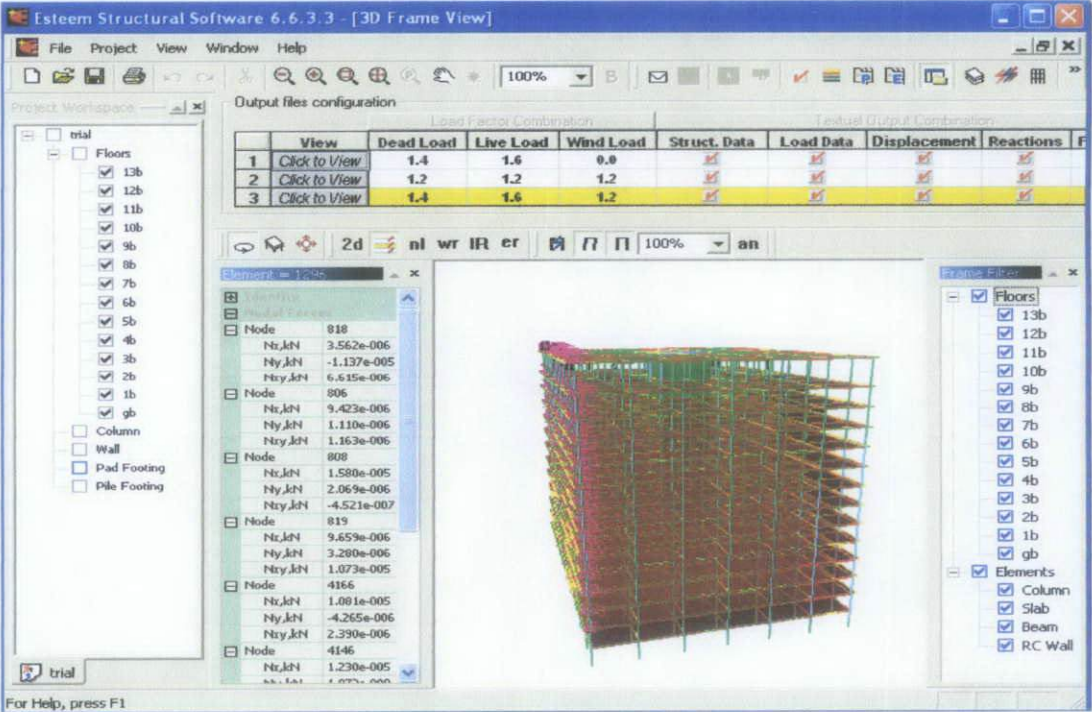 Esteem Structural Software 6.6.3.3 - [3D Frame View]
File Project View Window Help
100% B
Project Workspace
Output files configuration
Load Factor Combination Textual Output Combination
View Dead Load Live Load Wind Load Struct. Data Load Data Displacement Reactions
1 Click to View 1.4 1.6 0.0
2 Click to View 1.2 1.2 1.2
3 Click to View 1.4 1.6 1.2
2d nl wr IR er 100% an
trial
Floors
13b
12b
11b
10b
9b
8b
7b
6b
5b
4b
3b
2b
1b
gb
Column
Wall
Pad Footing
Pile Footing
trial
Element = 1296
Identity
Nodal Forces
Node 818
Nx,kN 3.562e-006
Ny,kN -1.137e-005
Nxy,kN 6.615e-006
Node 806
Nx,kN 9.423e-006
Ny,kN 1.110e-006
Nxy,kN 1.163e-005
Node 808
Nx,kN 1.580e-005
Ny,kN 2.069e-006
Nxy,kN -4.521e-007
Node 819
Nx,kN 9.659e-006
Ny,kN 3.280e-006
Nxy,kN 1.073e-005
Node 4166
Nx,kN 1.081e-005
Ny,kN -4.265e-006
Nxy,kN 2.390e-006
Node 4146
Nx,kN 1.230e-005
Frame Filter
Floors
13b
12b
11b
10b
9b
8b
7b
6b
5b
4b
3b
2b
1b
gb
Elements
Column
Slab
Beam
RC Wall
For Help, press F1